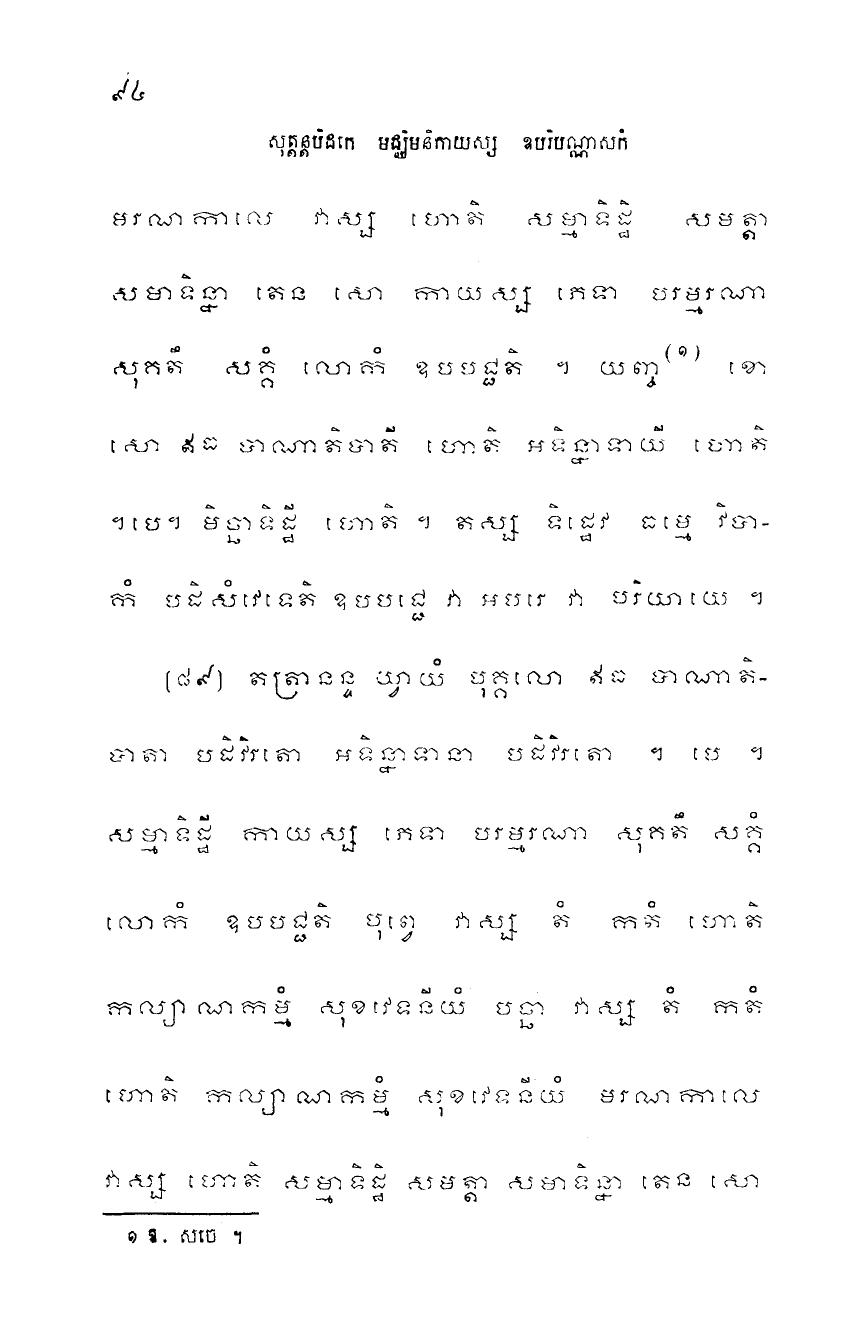 ៩៤
សុត្តន្តបិដកេ មជ្ឈិមនិកាយស្ស ឧបរិបណ្ណាសកំ
មរណកាលេ វាស្ស ហោតិ សម្មាទិដ្ឋិ សមត្តា
សមាទិន្នា តេន សោ កាយស្ស ភេទា បរម្មរណា
សុគតឹ សគ្គំ លោកំ ឧបបជ្ជតិ ។ យញ្ច(១) ខោ
សោ ឥធ បាណាតិបាតី ហោតិ អទិន្នាទាយី ហោតិ
។បេ។ មិច្ឆាទិដ្ឋី ហោតិ ។ តស្ស ទិដ្ឋេវ ធម្មេ វិបា-
កំ បដិសំវេទេតិ ឧបបជ្ជេ វា អបរេ វា បរិយាយេ ។
(៨៩) តត្រានន្ទ យ្វាយំ បុគ្គលោ ឥធ បាណាតិ-
បាតា បដិវិរតោ អទិន្នាទានា បដិវិរតោ ។ បេ ។
សម្មាទិដ្ឋី កាយស្ស ភេទា បរម្មរណា សុគតឹ សគ្គំ
លោកំ ឧបបជ្ជតិ បុព្វេ វាស្ស តំ កតំ ហោតិ
កល្យាណកម្មំ សុខវេទនីយំ បច្ឆា វាស្ស តំ កតំ
ហោតិ កល្យាណកម្មំ សុខវេទនីយំ មរណកាលេ
វាស្ស ហោតិ សម្មាទិដ្ឋិ សមត្តា សមាទិន្នា តេន សោ
១ ឱ. សចេ ។